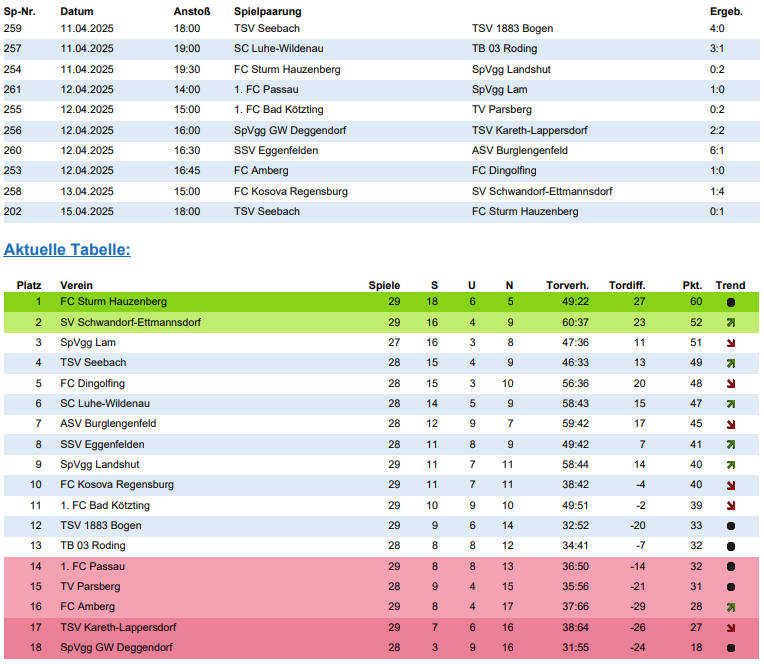 Sp-Nr. Datum Anstoß Spielpaarung Ergeb.
259 11.04.2025 18:00 TSV Seebach TSV 1883 Bogen 4:0
257 11.04.2025 19:00 SC Luhe-Wildenau TB 03 Roding 3:1
254 11.04.2025 19:30 FC Sturm Hauzenberg SpVgg Landshut 0:2
261 12.04.2025 14:00 1. FC Passau SpVgg Lam 1:0
255 12.04.2025 15:00 1. FC Bad Kötzting TV Parsberg 0:2
256 12.04.2025 16:00 SpVgg GW Deggendorf TSV Kareth-Lappersdorf 2:2
260 12.04.2025 16:30 SSV Eggenfelden ASV Burglengenfeld 6:1
253 12.04.2025 16:45 FC Amberg FC Dingolfing 1:0
258 13.04.2025 15:00 FC Kosova Regensburg SV Schwandorf-Ettmannsdorf 1:4
202 15.04.2025 18:00 TSV Seebach FC Sturm Hauzenberg 0:1
Aktuelle Tabelle:
Platz Verein Spiele S U N Torverh. Tordiff. Pkt. Trend
1 FC Sturm Hauzenberg 29 18 6 5 49:22 27 60
2 SV Schwandorf-Ettmannsdorf 29 16 4 9 60:37 23 52
3 SpVgg Lam 27 16 3 8 47:36 11 51
4 TSV Seebach 28 15 4 9 46:33 13 49
5 FC Dingolfing 28 15 3 10 56:36 20 48
6 SC Luhe-Wildenau 28 14 5 9 58:43 15 47
7 ASV Burglengenfeld 28 12 9 7 59:42 17 45
8 SSV Eggenfelden 28 11 8 9 49:42 7 41
9 SpVgg Landshut 29 11 7 11 58:44 14 40
10 FC Kosova Regensburg 29 11 7 11 38:42 -4 40
11 1. FC Bad Kötzting 29 10 9 10 49:51 -2 39
12 TSV 1883 Bogen 29 9 6 14 32:52 -20 33
13 TB 03 Roding 28 8 8 12 34:41 -7 32
14 1. FC Passau 29 8 8 13 36:50 -14 32
15 TV Parsberg 28 9 4 15 35:56 -21 31
16 FC Amberg 29 8 4 17 37:66 -29 28
17 TSV Kareth-Lappersdorf 29 7 6 16 38:64 -26 27
18 SpVgg GW Deggendorf 28 3 9 16 31:55 -24 18